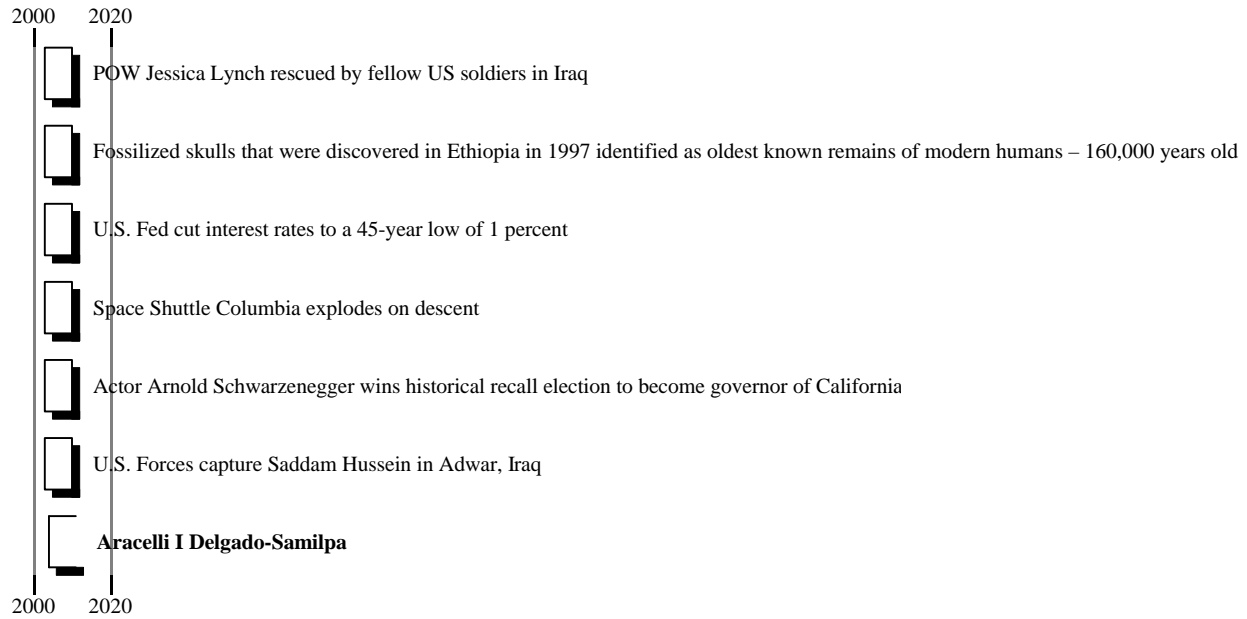 2000 2020
POW Jessica Lynch rescued by fellow US soldiers in Iraq
Fossilized skulls that were discovered in Ethiopia in 1997 identified as oldest known remains of modern humans – 160,000 years old
U.S. Fed cut interest rates to a 45-year low of 1 percent
Space Shuttle Columbia explodes on descent
Actor Arnold Schwarzenegger wins historical recall election to become governor of California
U.S. Forces capture Saddam Hussein in Adwar, Iraq
Aracelli I Delgado-Samilpa
2000 2020